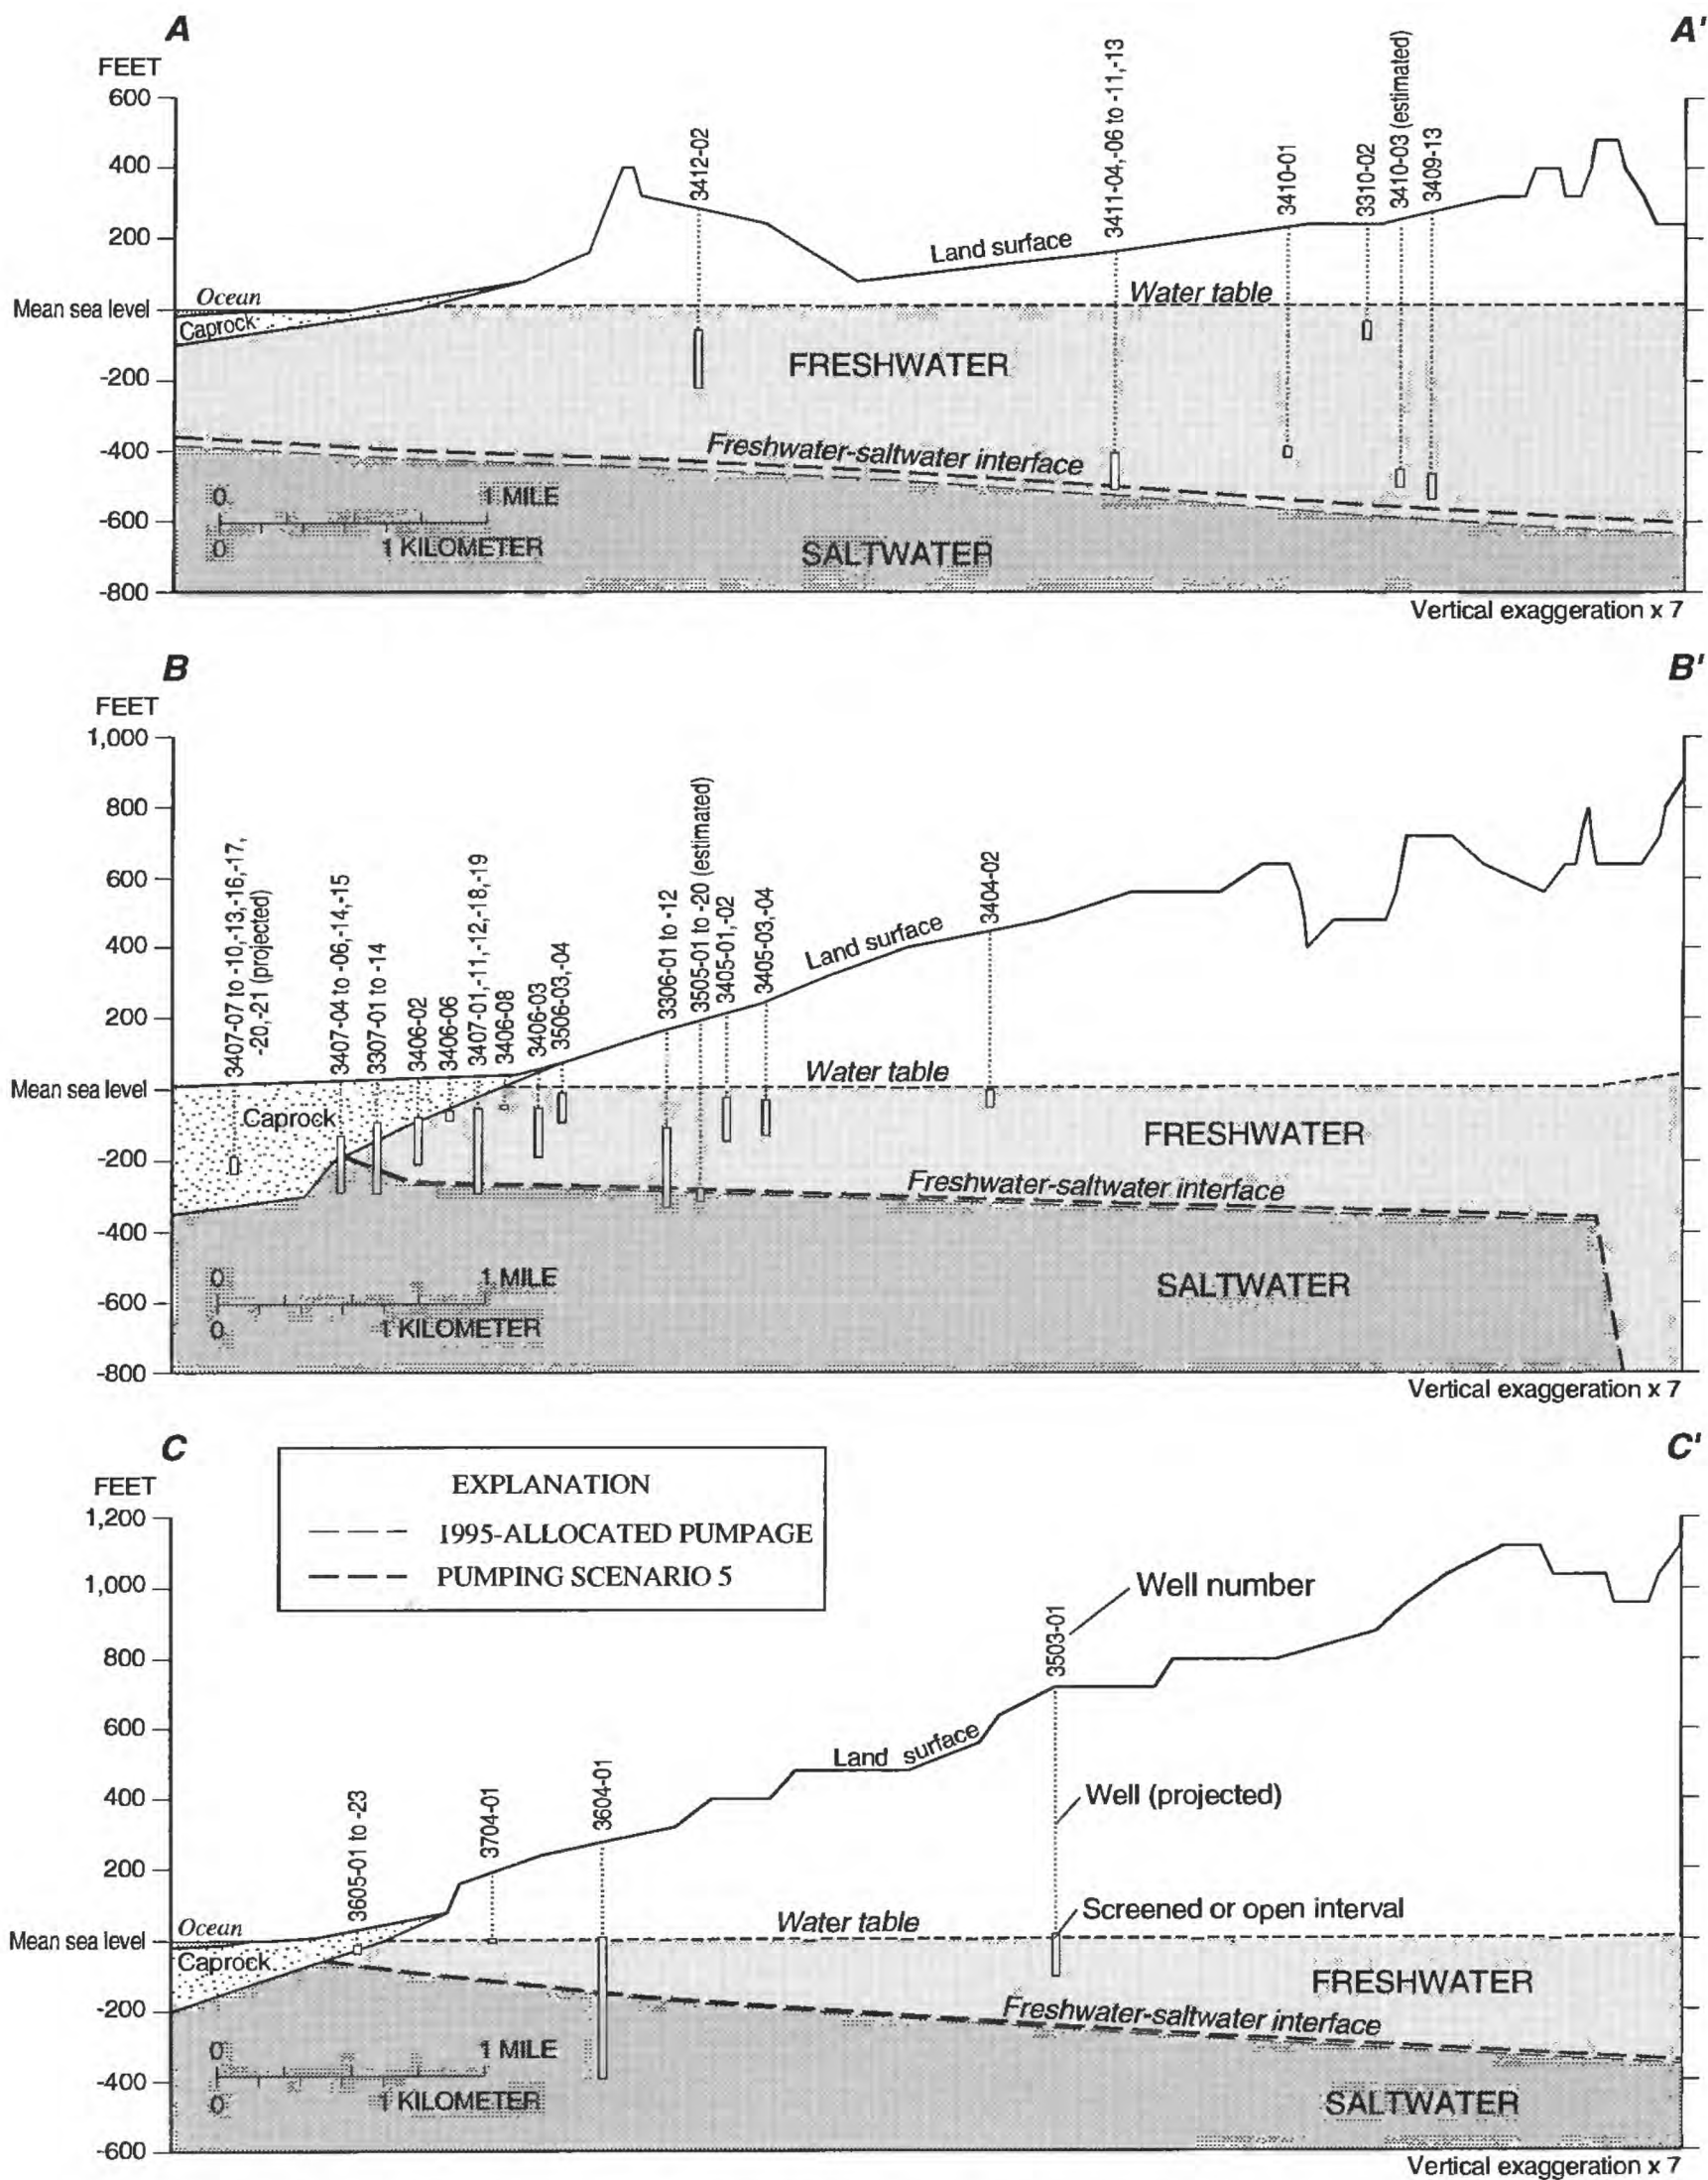 A
A'
FEET
600
400
200
Mean sea level
-200
-400
-600
-800
Ocean
Caprock
3412-02
3411-04,-06 to -11,-13
3410-01
3310-02
3410-03 (estimated)
3409-13
Land surface
Water table
FRESHWATER
Freshwater-saltwater interface
0
1 MILE
0
1 KILOMETER
SALTWATER
Vertical exaggeration x 7
B
B'
FEET
1,000
800
600
400
200
Mean sea level
-200
-400
-600
-800
3407-07 to -10,-13,-16,-17,
-20,-21 (projected)
3407-04 to -06,-14,-15
3307-01 to -14
3406-02
3406-06
3407-01,-11,-12,-18,-19
3406-08
3406-03
3506-03,-04
3306-01 to -12
3505-01 to -20 (estimated)
3405-01,-02
3405-03,-04
3404-02
Land surface
Water table
Caprock
FRESHWATER
Freshwater-saltwater interface
0
1 MILE
0
1 KILOMETER
SALTWATER
Vertical exaggeration x 7
C
C'
FEET
1,200
1,000
800
600
400
200
Mean sea level
-200
-400
-600
EXPLANATION
1995-ALLOCATED PUMPAGE
PUMPING SCENARIO 5
Well number
3503-01
Land surface
Well (projected)
3605-01 to -23
3704-01
3604-01
Screened or open interval
Ocean
Water table
Caprock
FRESHWATER
Freshwater-saltwater interface
0
1 MILE
0
1 KILOMETER
SALTWATER
Vertical exaggeration x 7